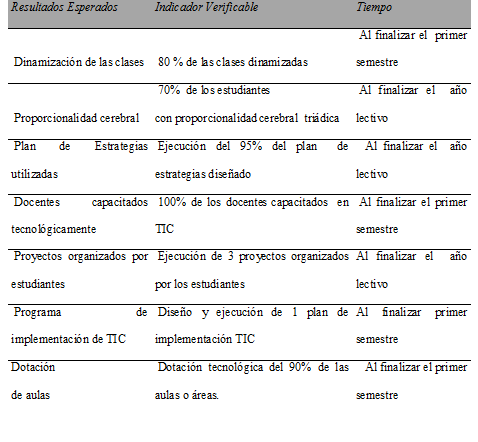 Resultados Esperados Indicador Verificable Tiempo
Al finalizar el primer
Dinamización de las clases 80 % de las clases dinamizadas semestre
70% de los estudiantes Al finalizar el año
Proporcionalidad cerebral con proporcionalidad cerebral triádica lectivo
Plan de Estrategias Ejecución del 95% del plan de Al finalizar el año
utilizadas estrategias diseñado lectivo
Docentes capacitados 100% de los docentes capacitados en Al finalizar el primer
tecnológicamente TIC semestre
Proyectos organizados por Ejecución de 3 proyectos organizados Al finalizar el año
estudiantes por los estudiantes lectivo
Programa de Diseño y ejecución de 1 plan de Al finalizar primer
implementación de TIC implementación TIC semestre
Dotación Dotación tecnológica del 90% de las Al finalizar el primer
de aulas aulas o áreas. semestre